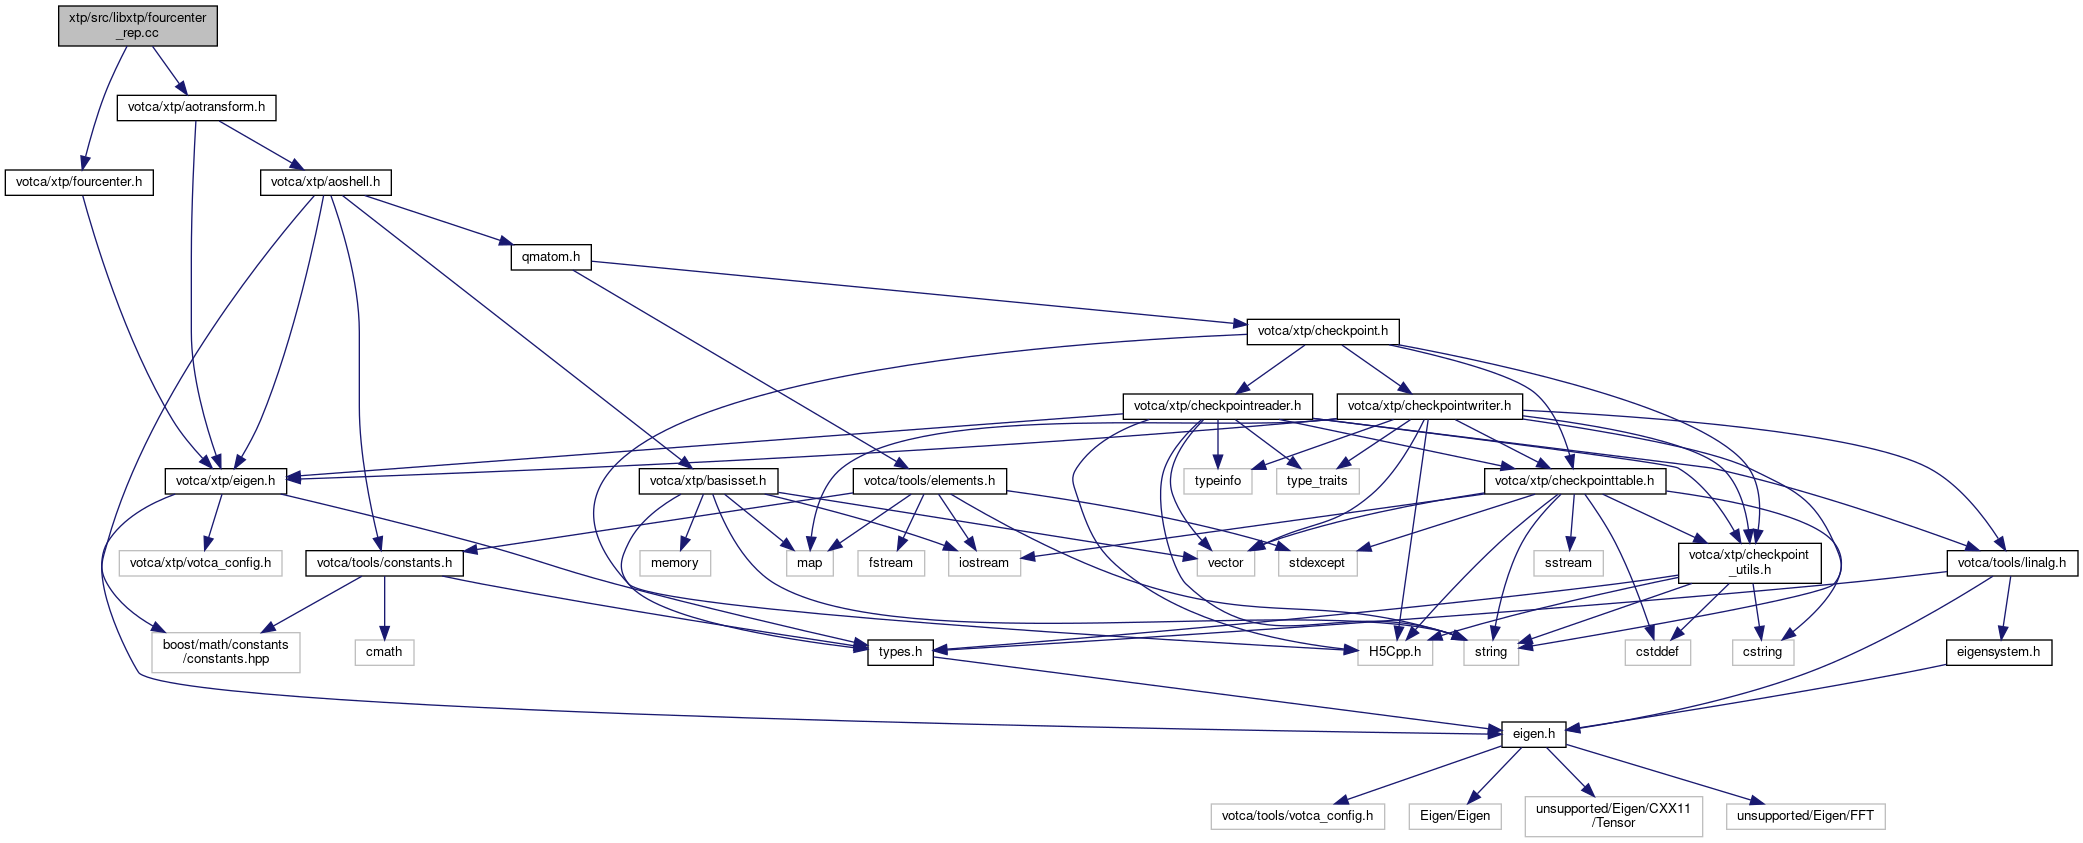 xtp/src/libxtp/fourcenter
_rep.cc
votca/xtp/aotransform.h
votca/xtp/fourcenter.h
votca/xtp/aoshell.h
qmatom.h
votca/xtp/checkpoint.h
votca/xtp/checkpointreader.h
votca/xtp/checkpointwriter.h
votca/xtp/eigen.h
votca/xtp/basisset.h
votca/tools/elements.h
typeinfo
type_traits
votca/xtp/checkpointtable.h
votca/xtp/votca_config.h
votca/tools/constants.h
memory
map
fstream
iostream
vector
stdexcept
sstream
votca/xtp/checkpoint
_utils.h
votca/tools/linalg.h
boost/math/constants
/constants.hpp
cmath
types.h
H5Cpp.h
string
cstddef
cstring
eigensystem.h
eigen.h
votca/tools/votca_config.h
Eigen/Eigen
unsupported/Eigen/CXX11
/Tensor
unsupported/Eigen/FFT